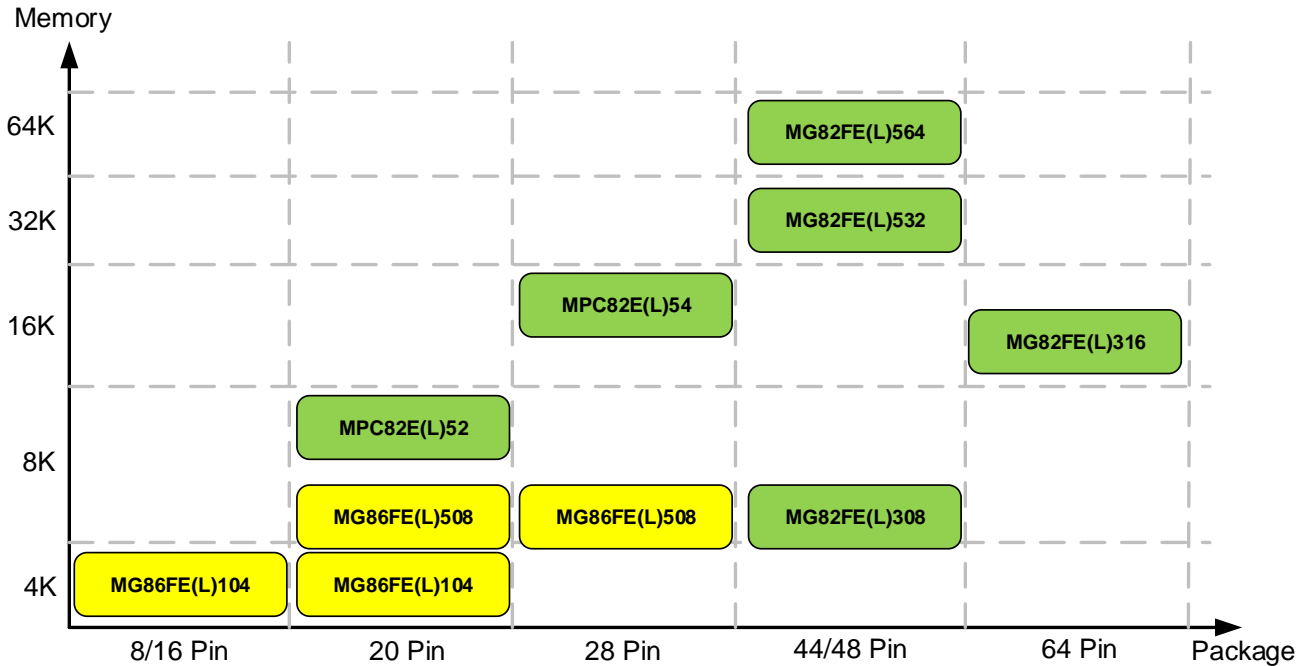 Memory
64K
MG82FE(L)564
32K
MG82FE(L)532
MPC82E(L)54
16K
MG82FE(L)316
MPC82E(L)52
8K
MG86FE(L)508
MG86FE(L)508
MG82FE(L)308
4K
MG86FE(L)104
MG86FE(L)104
8/16 Pin
20 Pin
28 Pin
44/48 Pin
64 Pin
Package